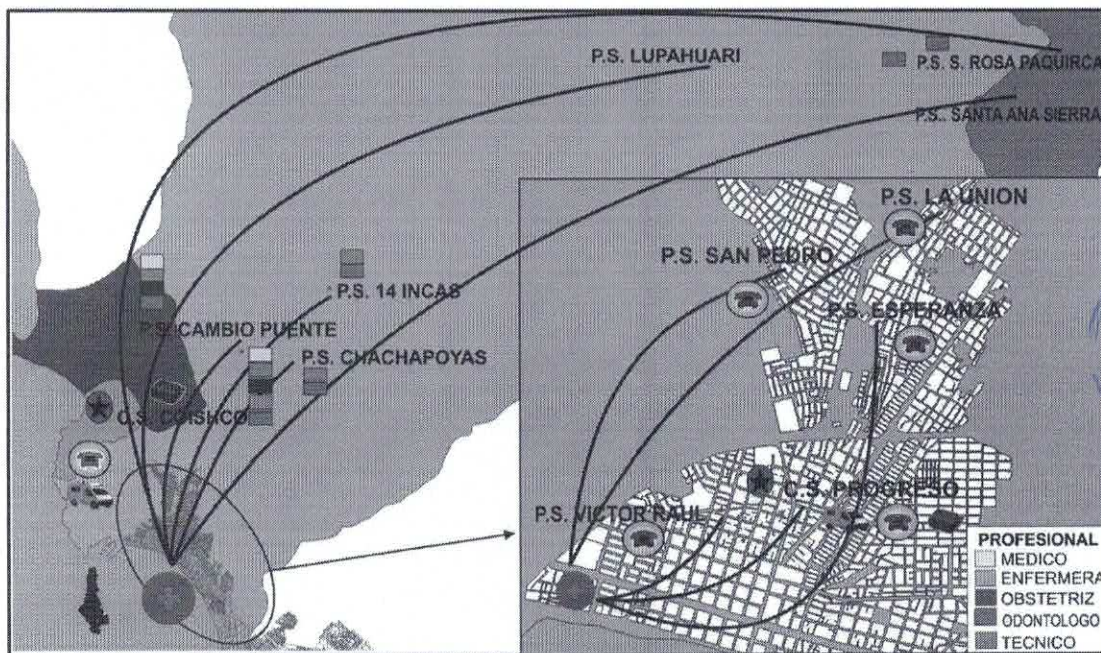 P.S. LUPAHUARI
P.S. S. ROSA PAQUIRCA
P.S.. SANTA ANA SIERRA
P.S. LA UNION
P.S. SAN PEDRO
P.S. 14 INCAS
P.S. ESPERANZA
P.S. CAMBIO PUENTE
P.S. CHACHAPOYAS
C.S. COISHCO
C.S. PROGRESO
P.S. VICTOR RAUL
PROFESIONAL
MEDICO
ENFERMERA
OBSTETRIZ
ODONTOLOGO
TECNICO